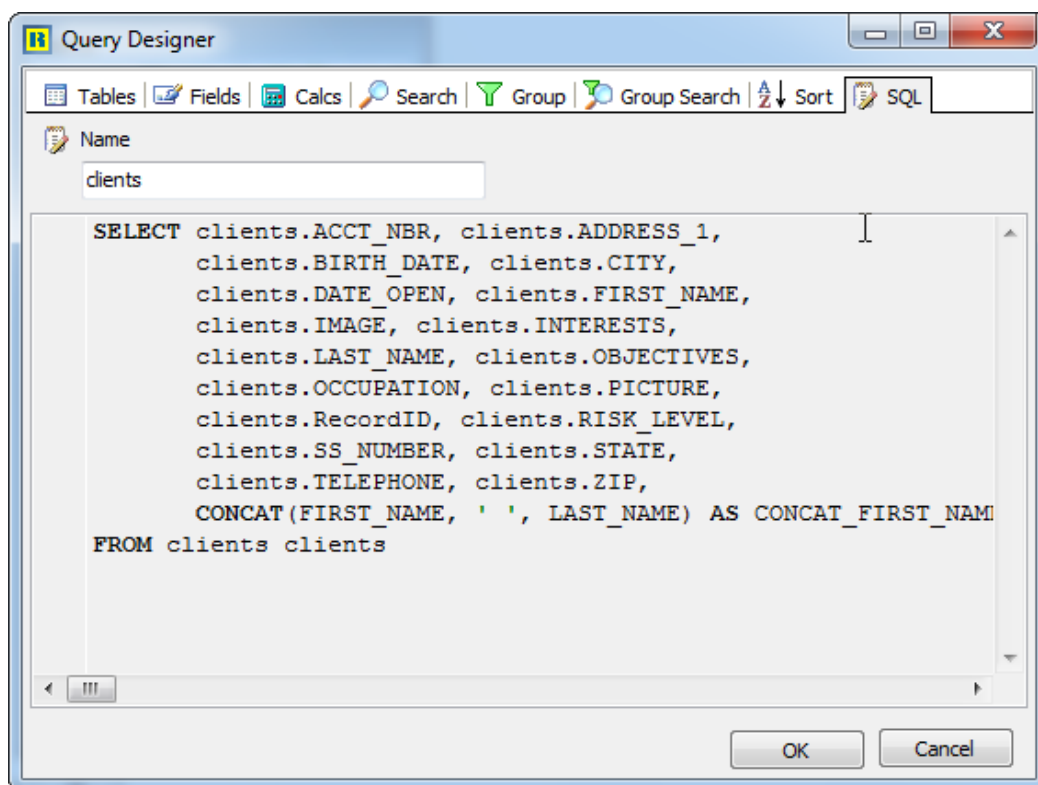 Query Designer
Tables Fields Calcs Search Group Group Search Sort SQL
Name
clients
SELECT clients.ACCT_NBR, clients.ADDRESS_1,
clients.BIRTH_DATE, clients.CITY,
clients.DATE_OPEN, clients.FIRST_NAME,
clients.IMAGE, clients.INTERESTS,
clients.LAST_NAME, clients.OBJECTIVES,
clients.OCCUPATION, clients.PICTURE,
clients.RecordID, clients.RISK_LEVEL,
clients.SS_NUMBER, clients.STATE,
clients.TELEPHONE, clients.ZIP,
CONCAT(FIRST_NAME, ' ', LAST_NAME) AS
FROM clients clients
OK Cancel